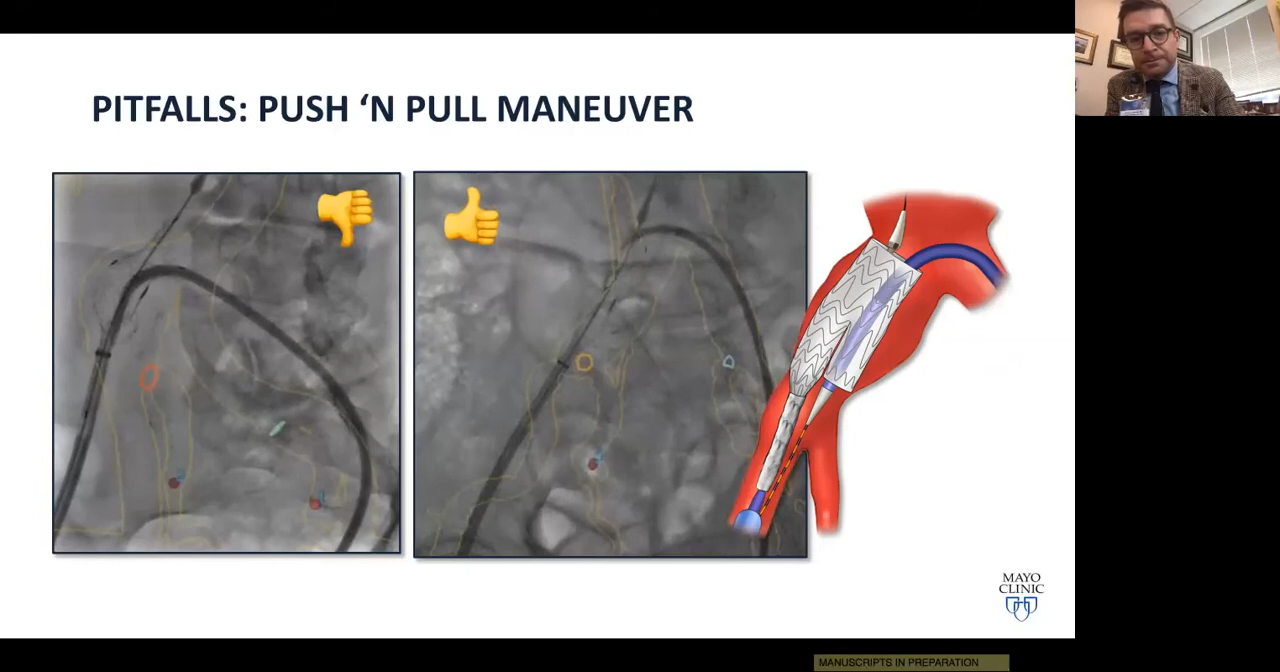 PITFALLS: PUSH ‘N PULL MANEUVER
MAYO
CLINIC
MANUSCRIPTS IN PREPARATION